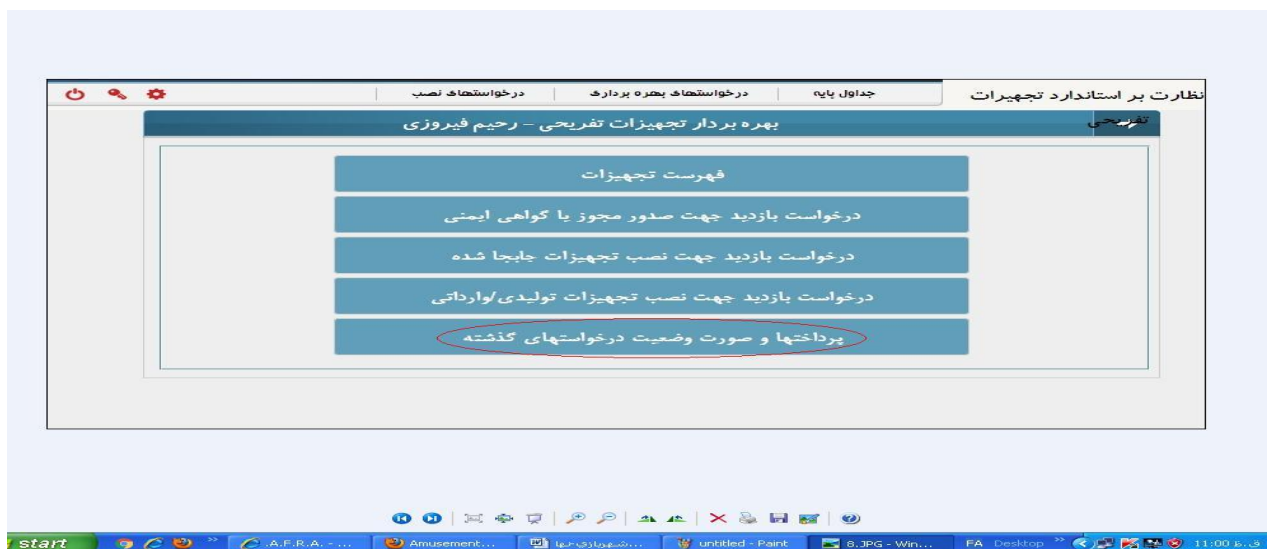 نظارت بر استاندارد تجهیرات
تفریحی
جداول پایه
درخواستهای بهره برداری
درخواستهای نصب
بهره بردار تجهیزات تفریحی – رحیم فیروزی
فهرست تجهیزات
درخواست بازدید جهت صدور مجوز یا گواهی ایمنی
درخواست بازدید جهت نصب تجهیزات جابجا شده
درخواست بازدید جهت نصب تجهیزات تولیدی/وارداتی
پرداختها و صورت وضعیت درخواستهای گذشته
start
.A.F.R.A. - ...
Amusement...
شهربازی-نها...
untitled - Paint
8.JPG - Win...
FA
Desktop
11:00 ق.ظ